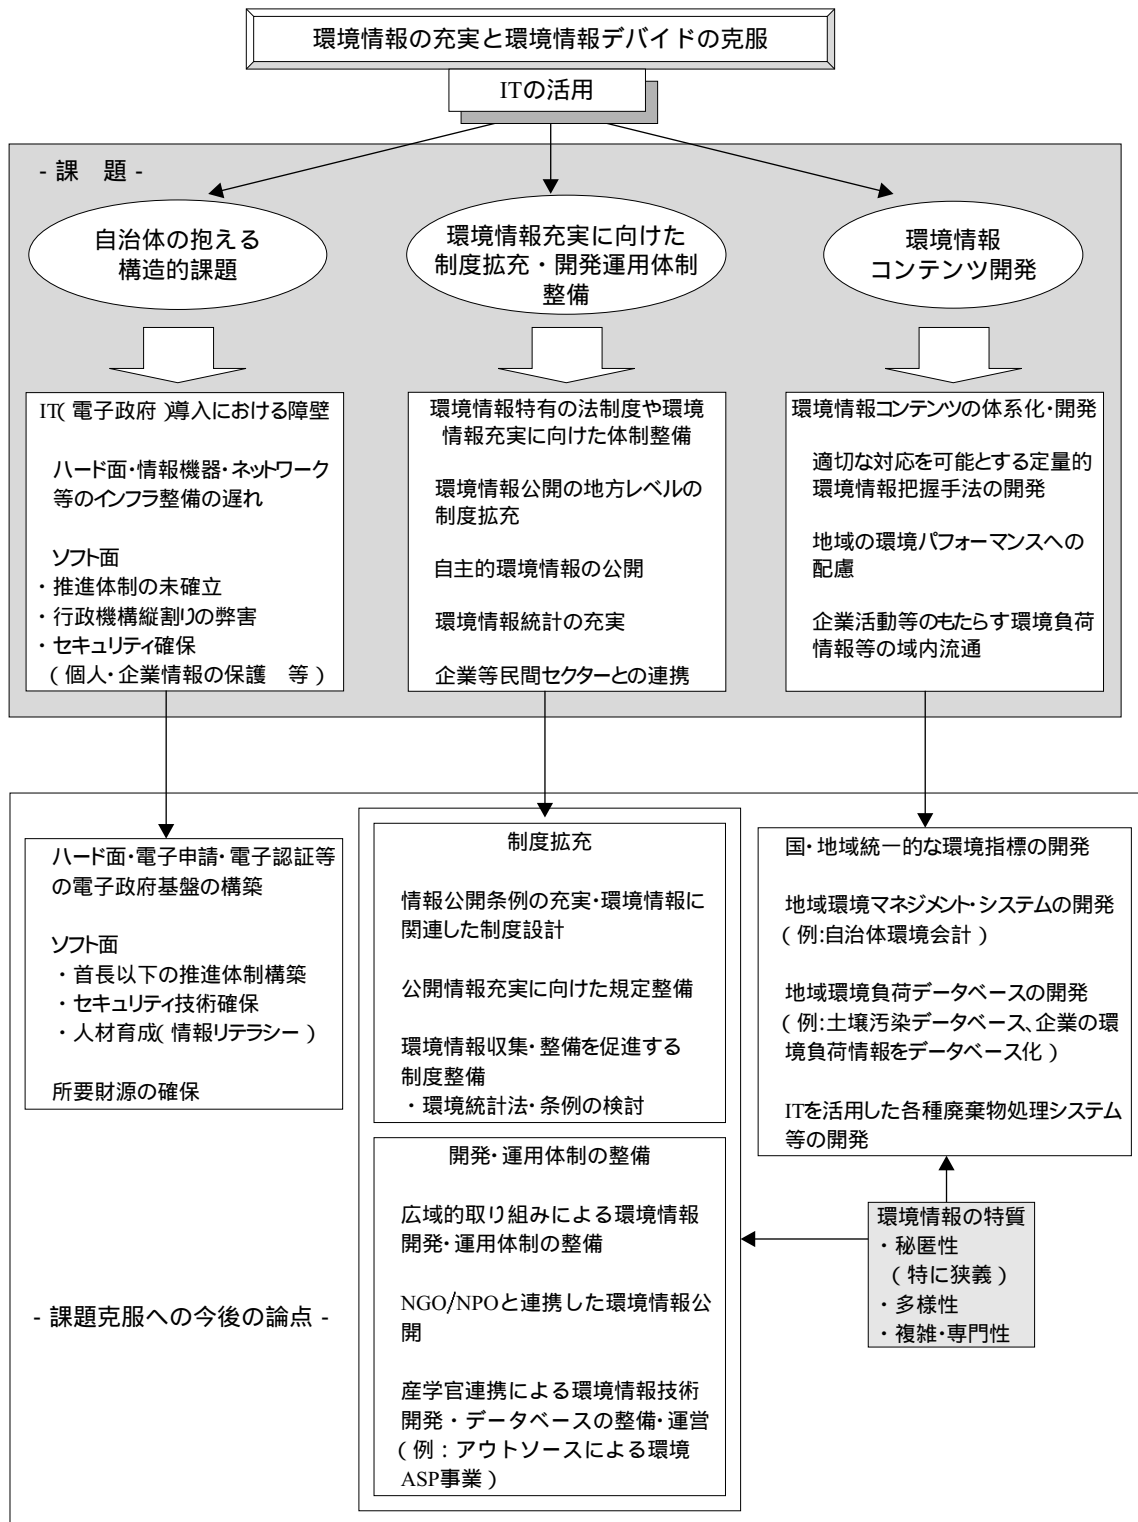 環境情報の充実と環境情報デバイドの克服
ITの活用
- 課　題 -
自治体の抱える
構造的課題
環境情報充実に向けた
制度拡充・開発運用体制
整備
環境情報
コンテンツ開発
IT(電子政府)導入における障壁
ハード面・情報機器・ネットワーク
等のインフラ整備の遅れ
ソフト面
・推進体制の未確立
・行政機構縦割りの弊害
・セキュリティ確保
(個人・企業情報の保護　等)
環境情報特有の法制度や環境
情報充実に向けた体制整備
環境情報公開の地方レベルの
制度拡充
自主的環境情報の公開
環境情報統計の充実
企業等民間セクターとの連携
環境情報コンテンツの体系化・開発
適切な対応を可能とする定量的
環境情報把握手法の開発
地域の環境パフォーマンスへの
配慮
企業活動等のもたらす環境負荷
情報等の域内流通
ハード面・電子申請・電子認証等
の電子政府基盤の構築
ソフト面
・首長以下の推進体制構築
・セキュリティ技術確保
・人材育成(情報リテラシー)
所要財源の確保
制度拡充
情報公開条例の充実・環境情報に
関連した制度設計
公開情報充実に向けた規定整備
環境情報収集・整備を促進する
制度整備
・環境統計法・条例の検討
開発・運用体制の整備
広域的取り組みによる環境情報
開発・運用体制の整備
NGO/NPOと連携した環境情報公
開
産学官連携による環境情報技術
開発・データベースの整備・運営
(例：アウトソースによる環境
ASP事業)
国・地域統一的な環境指標の開発
地域環境マネジメント・システムの開発
(例:自治体環境会計)
地域環境負荷データベースの開発
(例:土壌汚染データベース、企業の環
境負荷情報をデータベース化)
ITを活用した各種廃棄物処理システム
等の開発
環境情報の特質
・秘匿性
(特に狭義)
・多様性
・複雑・専門性
- 課題克服への今後の論点 -